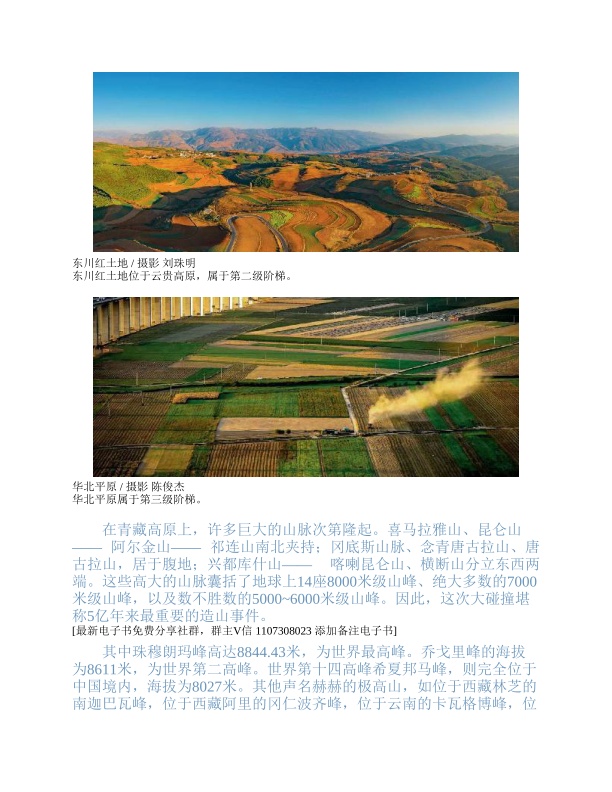 东川红土地 / 摄影 刘珠明
东川红土地位于云贵高原，属于第二级阶梯。
华北平原 / 摄影 陈俊杰
华北平原属于第三级阶梯。
在青藏高原上，许多巨大的山脉次第隆起。喜马拉雅山、昆仑山
—— 阿尔金山—— 祁连山南北夹持；冈底斯山脉、念青唐古拉山、唐
古拉山，居于腹地；兴都库什山—— 喀喇昆仑山、横断山分立东西两
端。这些高大的山脉囊括了地球上14座8000米级山峰、绝大多数的7000
米级山峰，以及数不胜数的5000~6000米级山峰。因此，这次大碰撞堪
称5亿年来最重要的造山事件。
[最新电子书免费分享社群，群主V信 1107308023 添加备注电子书]
其中珠穆朗玛峰高达8844.43米，为世界最高峰。乔戈里峰的海拔
为8611米，为世界第二高峰。世界第十四高峰希夏邦马峰，则完全位于
中国境内，海拔为8027米。其他声名赫赫的极高山，如位于西藏林芝的
南迦巴瓦峰，位于西藏阿里的冈仁波齐峰，位于云南的卡瓦格博峰，位